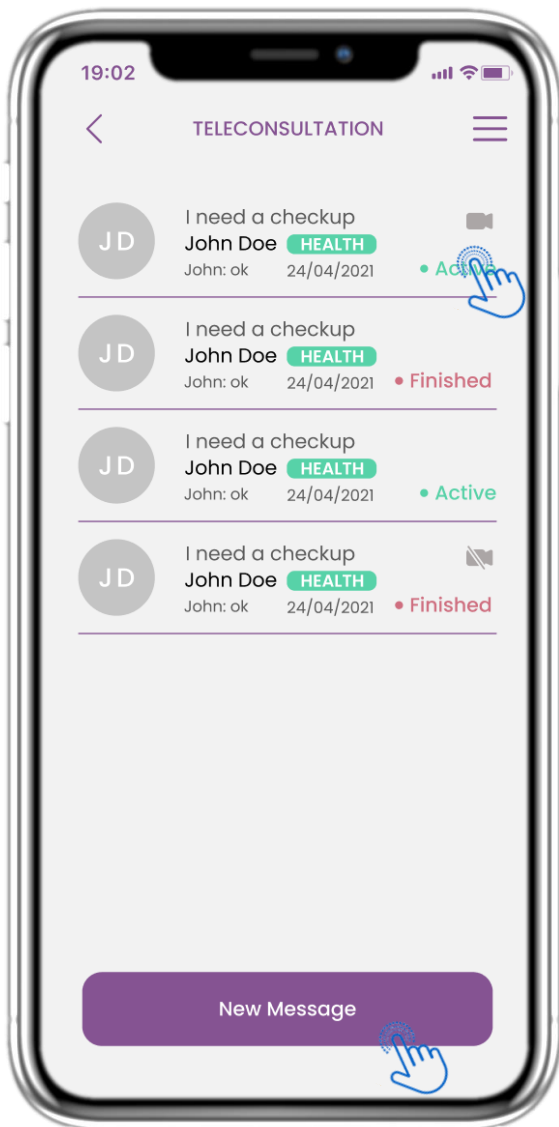 19:02
TELECONSULTATION
JD
I need a checkup
John Doe HEALTH
John: ok 24/04/2021 • Active
JD
I need a checkup
John Doe HEALTH
John: ok 24/04/2021 • Finished
JD
I need a checkup
John Doe HEALTH
John: ok 24/04/2021 • Active
JD
I need a checkup
John Doe HEALTH
John: ok 24/04/2021 • Finished
New Message